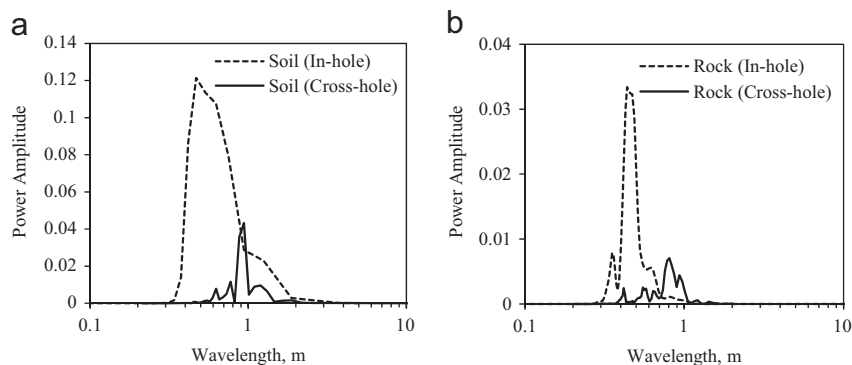 a
0.14
0.12
0.1
0.08
0.06
0.04
0.02
0
Power Amplitude
Soil (In-hole)
Soil (Cross-hole)
0.1 1 10
Wavelength, m
b
0.04
0.03
0.02
0.01
0
Power Amplitude
Rock (In-hole)
Rock (Cross-hole)
0.1 1 10
Wavelength, m